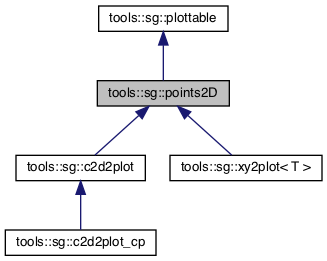 tools::sg::plottable
tools::sg::points2D
tools::sg::c2d2plot
tools::sg::xy2plot< T >
tools::sg::c2d2plot_cp